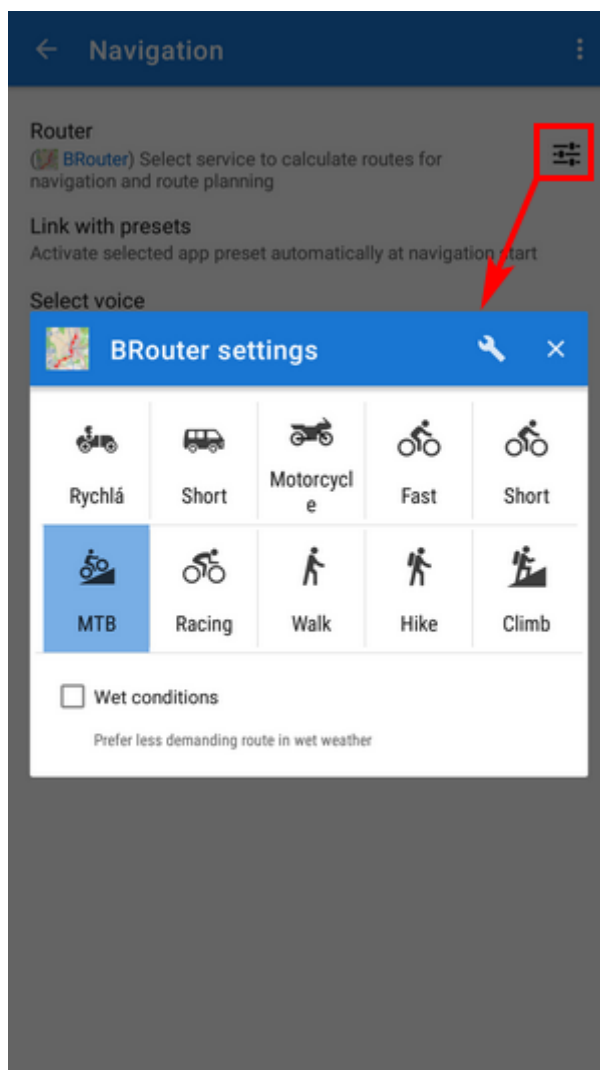 Navigation
Router
(BRouter) Select service to calculate routes for
navigation and route planning
Link with presets
Activate selected app preset automatically at navigation start
Select voice
BRouter settings
Rychlá
Short
Motorcycl
e
Fast
Short
MTB
Racing
Walk
Hike
Climb
Wet conditions
Prefer less demanding route in wet weather